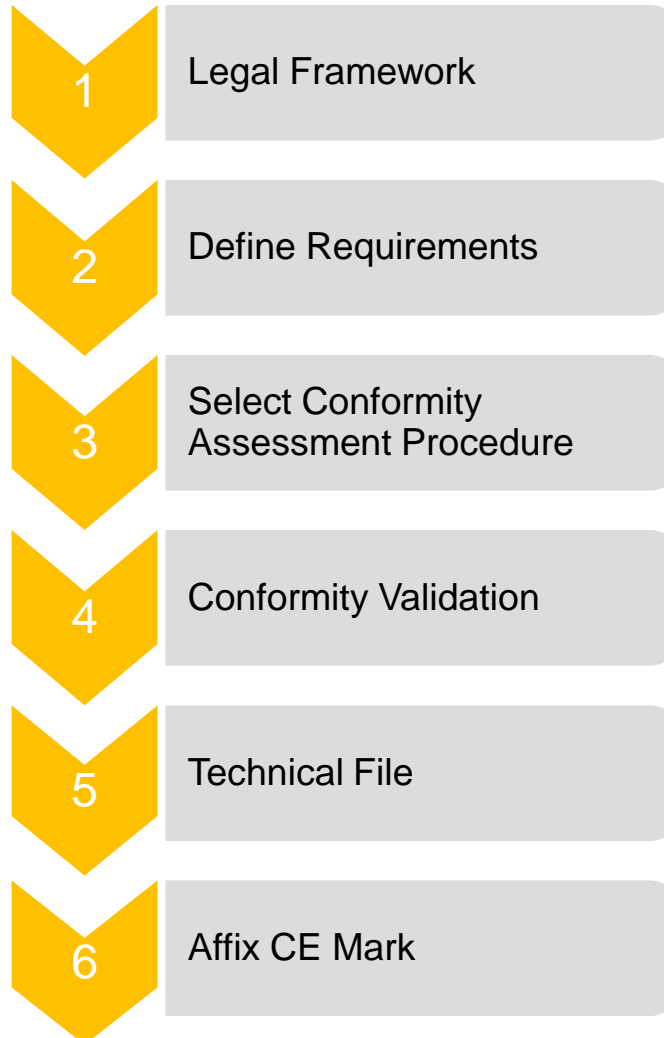 1
Legal Framework
2
Define Requirements
3
Select Conformity
Assessment Procedure
4
Conformity Validation
5
Technical File
6
Affix CE Mark